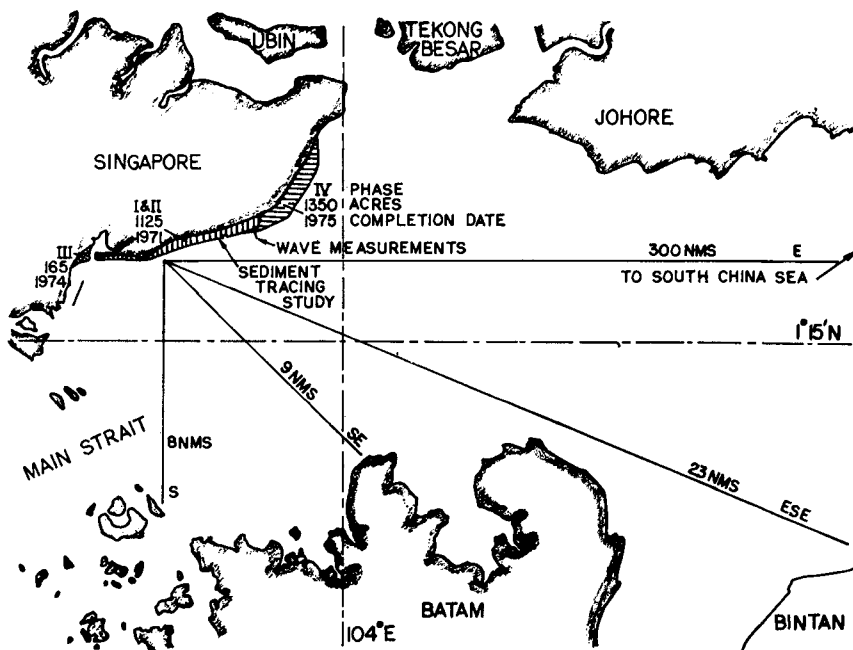 UBIN
TEKONG
BESAR
JOHORE
SINGAPORE
IV PHASE
1350 ACRES
1975 COMPLETION DATE
I&II
1125
1971
WAVE MEASUREMENTS
III
165
1974
SEDIMENT
TRACING
STUDY
300 NMS E
TO SOUTH CHINA SEA
1°15'N
9 NMS SE
MAIN STRAIT
8 NMS
S
23 NMS ESE
BATAM
BINTAN
104°E